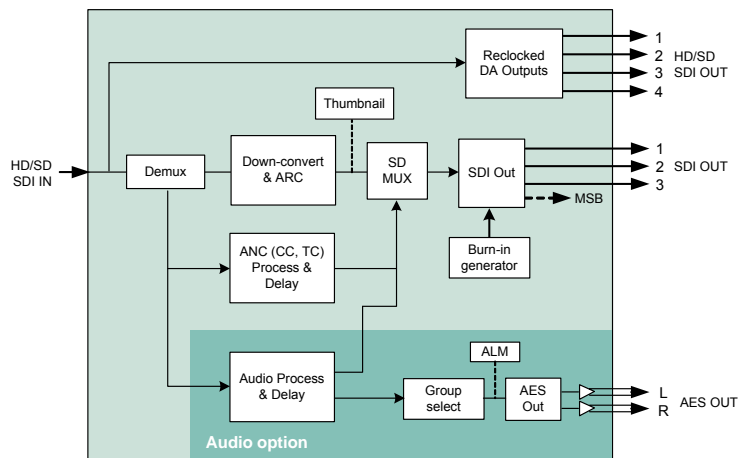 Reclocked
DA Outputs
1
2 HD/SD
3 SDI OUT
4
Thumbnail
HD/SD
SDI IN
Demux
Down-convert
& ARC
SD
MUX
SDI Out
1
2 SDI OUT
3
MSB
ANC (CC, TC)
Process &
Delay
Burn-in
generator
Audio Process
& Delay
ALM
Group
select
AES
Out
L
R
AES OUT
Audio option